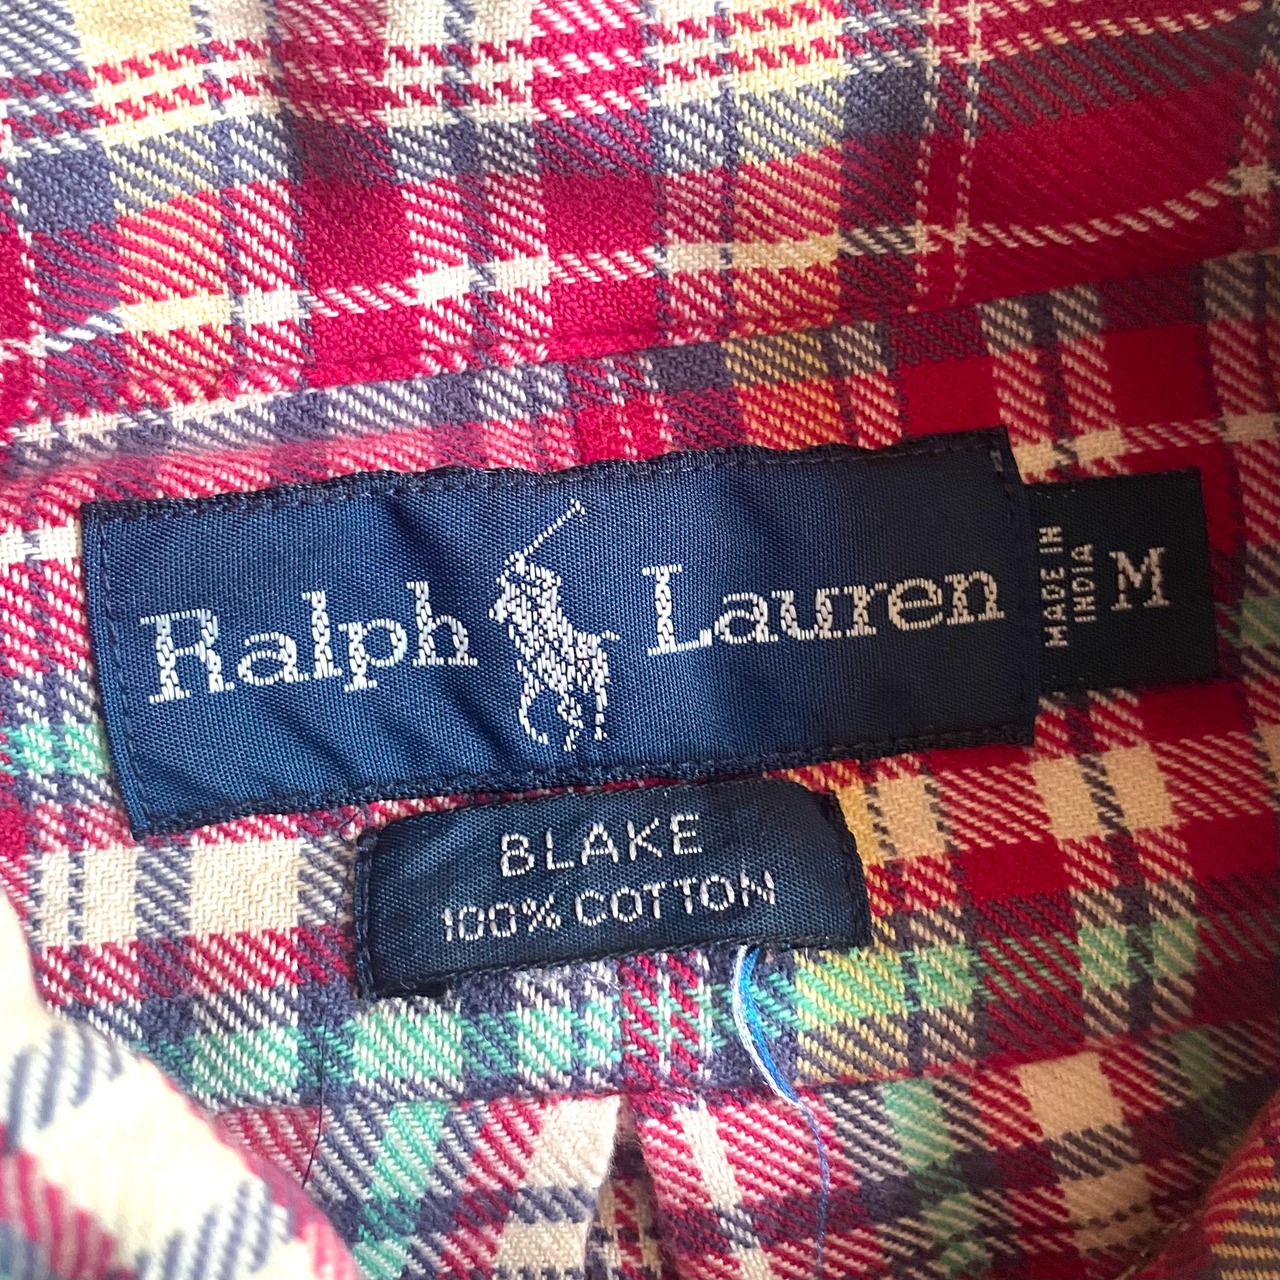 Ralph Lauren
MADE IN
INDIA
M
BLAKE
100% COTTON